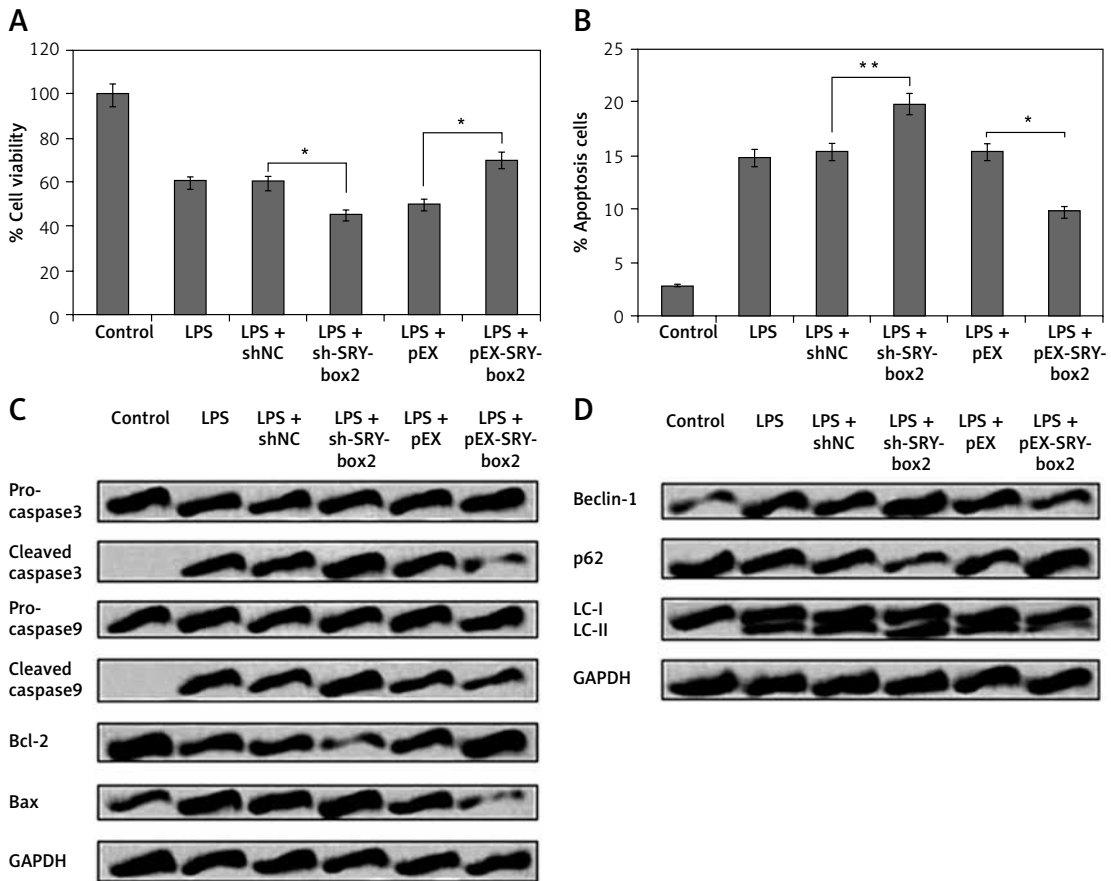 A
% Cell viability
120
100
80
60
40
20
0
*
*
Control
LPS
LPS +
shNC
LPS +
sh-SRY-
box2
LPS +
pEX
LPS +
pEX-SRY-
box2
B
% Apoptosis cells
25
20
15
10
5
0
* *
*
Control
LPS
LPS +
shNC
LPS +
sh-SRY-
box2
LPS +
pEX
LPS +
pEX-SRY-
box2
C
Control
LPS
LPS +
shNC
LPS +
sh-SRY-
box2
LPS +
pEX
LPS +
pEX-SRY-
box2
Pro-
caspase3
Cleaved
caspase3
Pro-
caspase9
Cleaved
caspase9
Bcl-2
Bax
GAPDH
D
Control
LPS
LPS +
shNC
LPS +
sh-SRY-
box2
LPS +
pEX
LPS +
pEX-SRY-
box2
Beclin-1
p62
LC-I
LC-II
GAPDH